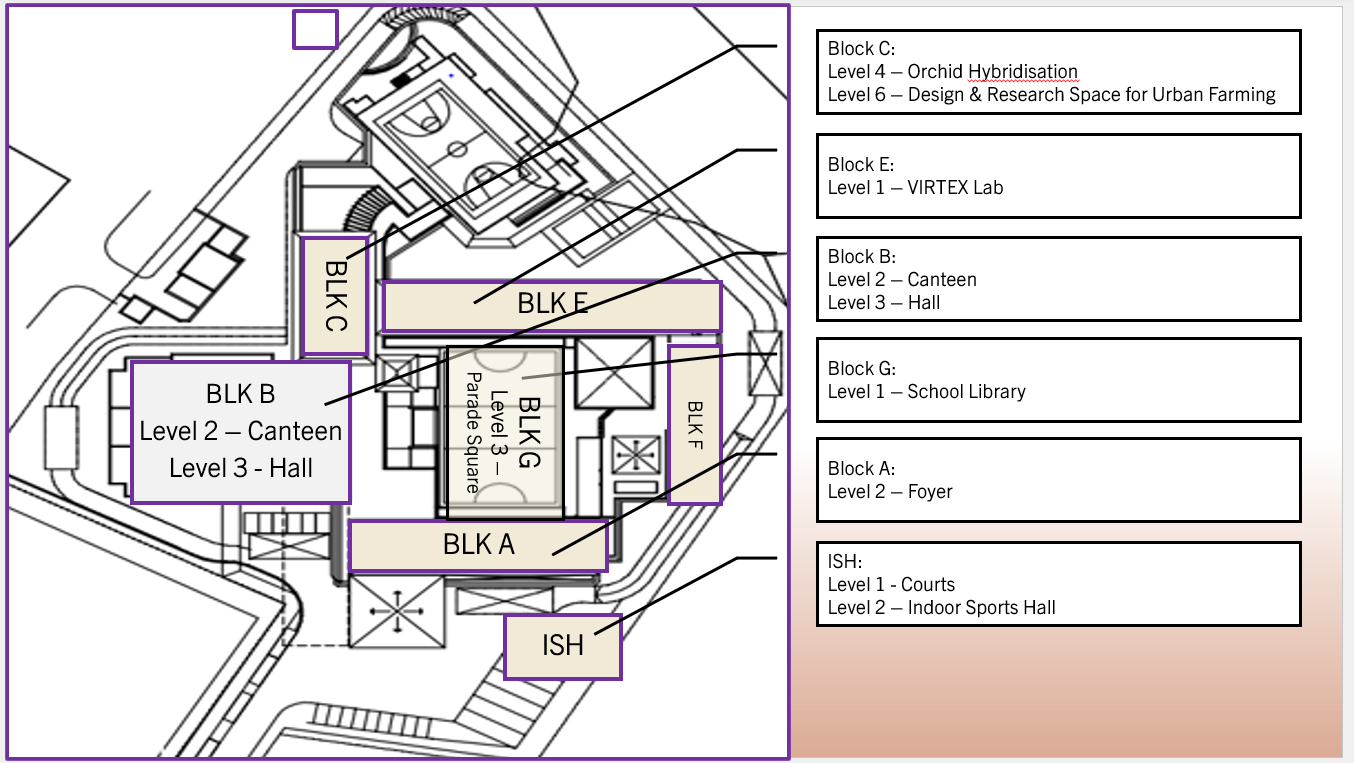 BLK C
BLK E
BLK B
Level 2 – Canteen
Level 3 - Hall
BLK G
Level 3 –
Parade Square
BLK F
BLK A
ISH
Block C:
Level 4 – Orchid Hybridisation
Level 6 – Design & Research Space for Urban Farming
Block E:
Level 1 – VIRTEX Lab
Block B:
Level 2 – Canteen
Level 3 – Hall
Block G:
Level 1 – School Library
Block A:
Level 2 – Foyer
ISH:
Level 1 - Courts
Level 2 – Indoor Sports Hall